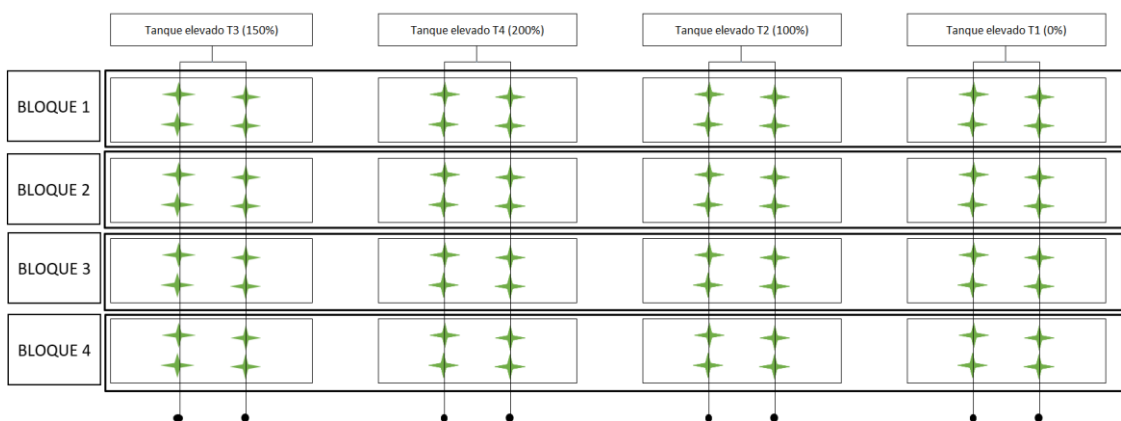 Tanque elevado T3 (150%)
Tanque elevado T4 (200%)
Tanque elevado T2 (100%)
Tanque elevado T1 (0%)
BLOQUE 1
BLOQUE 2
BLOQUE 3
BLOQUE 4